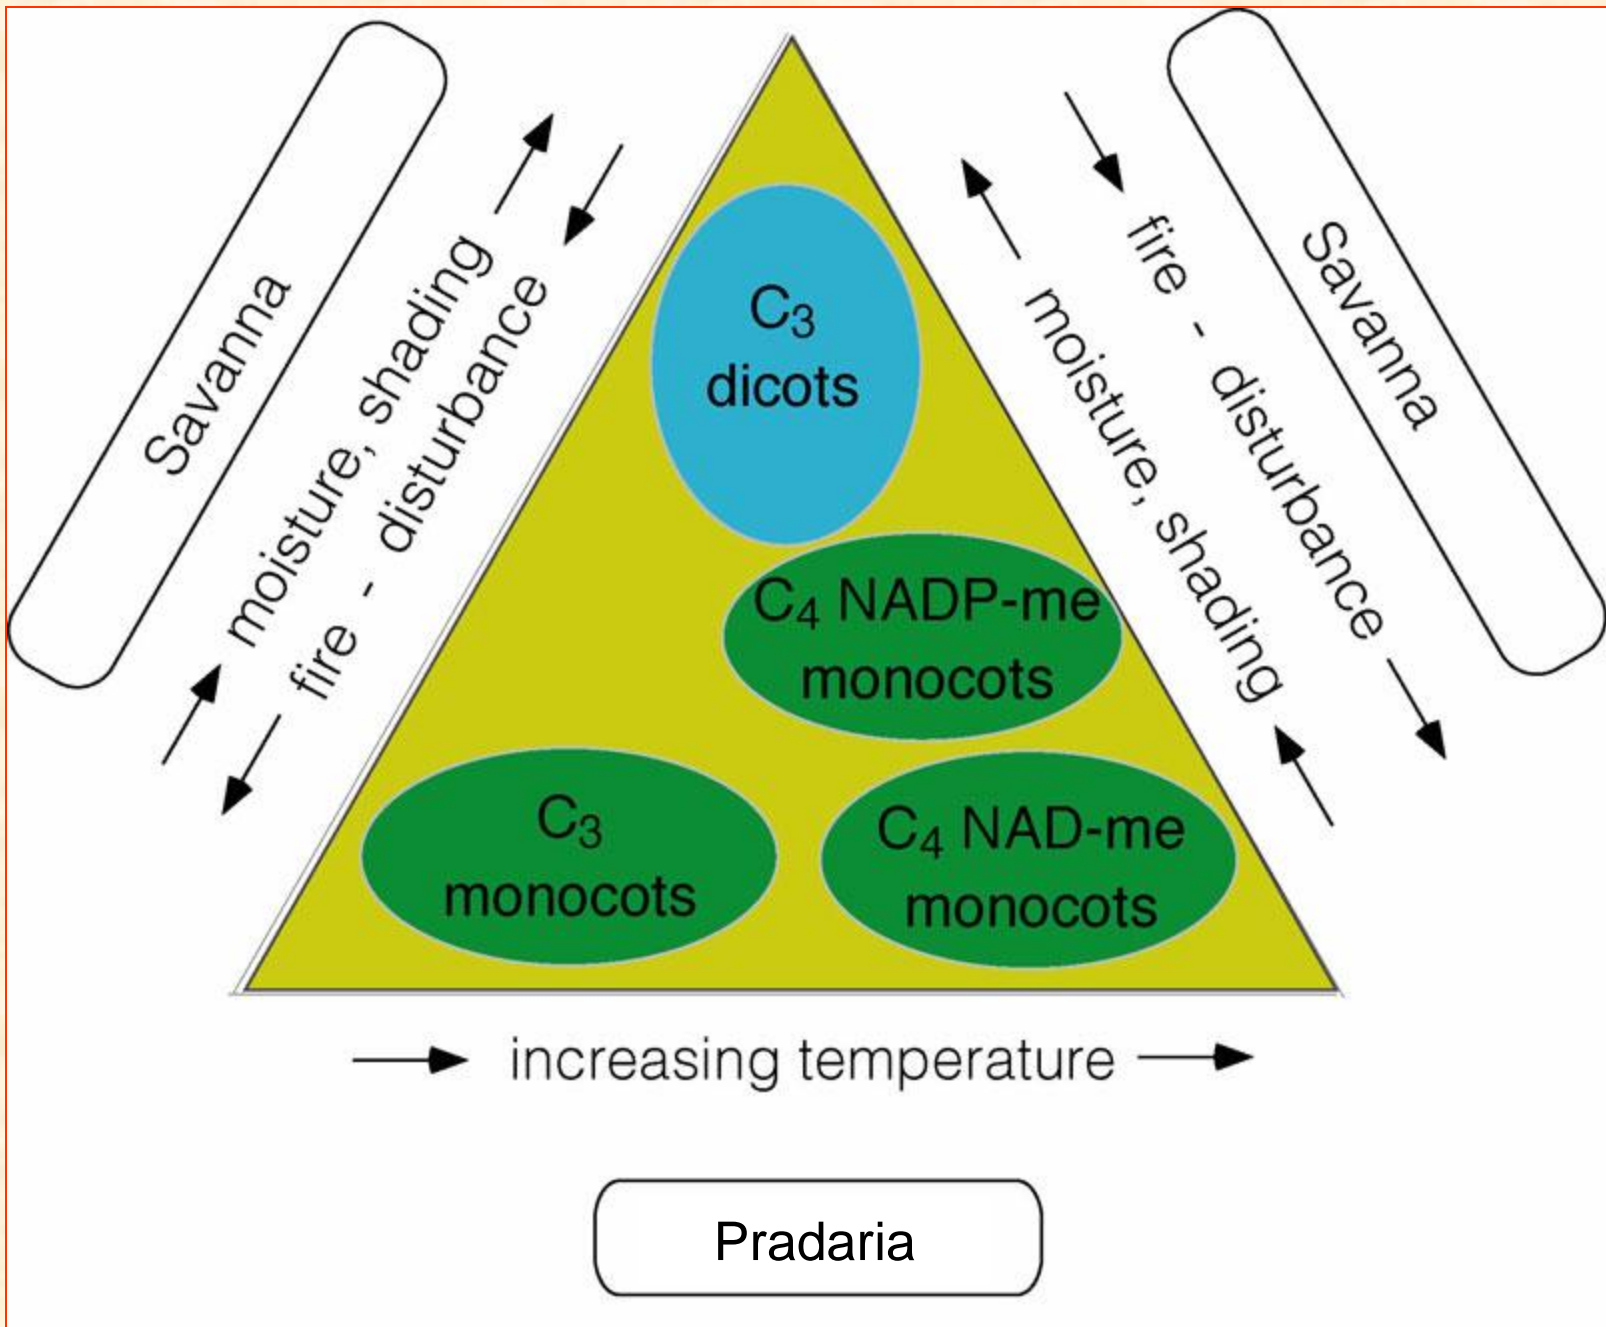 Savanna
moisture, shading
fire - disturbance
C3
dicots
C4 NADP-me
monocots
C3
monocots
C4 NAD-me
monocots
fire - disturbance
moisture, shading
Savanna
increasing temperature
Pradaria